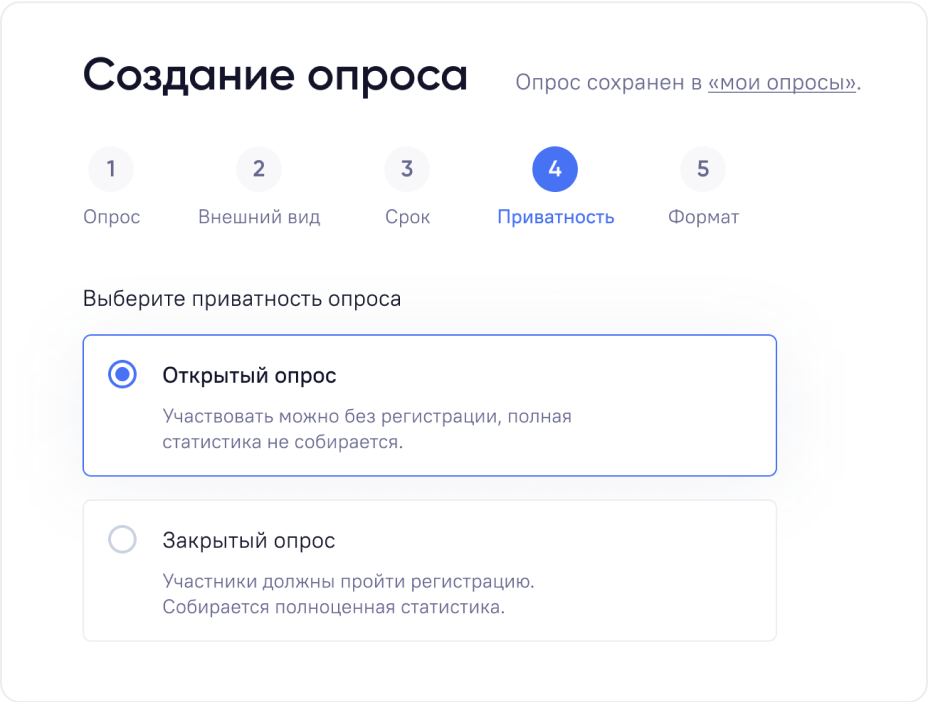 Создание опроса
Опрос сохранен в «мои опросы».
1
2
3
4
5
Опрос
Внешний вид
Срок
Приватность
Формат
Выберите приватность опроса
Открытый опрос
Участвовать можно без регистрации, полная
статистика не собирается.
Закрытый опрос
Участники должны пройти регистрацию.
Собирается полноценная статистика.